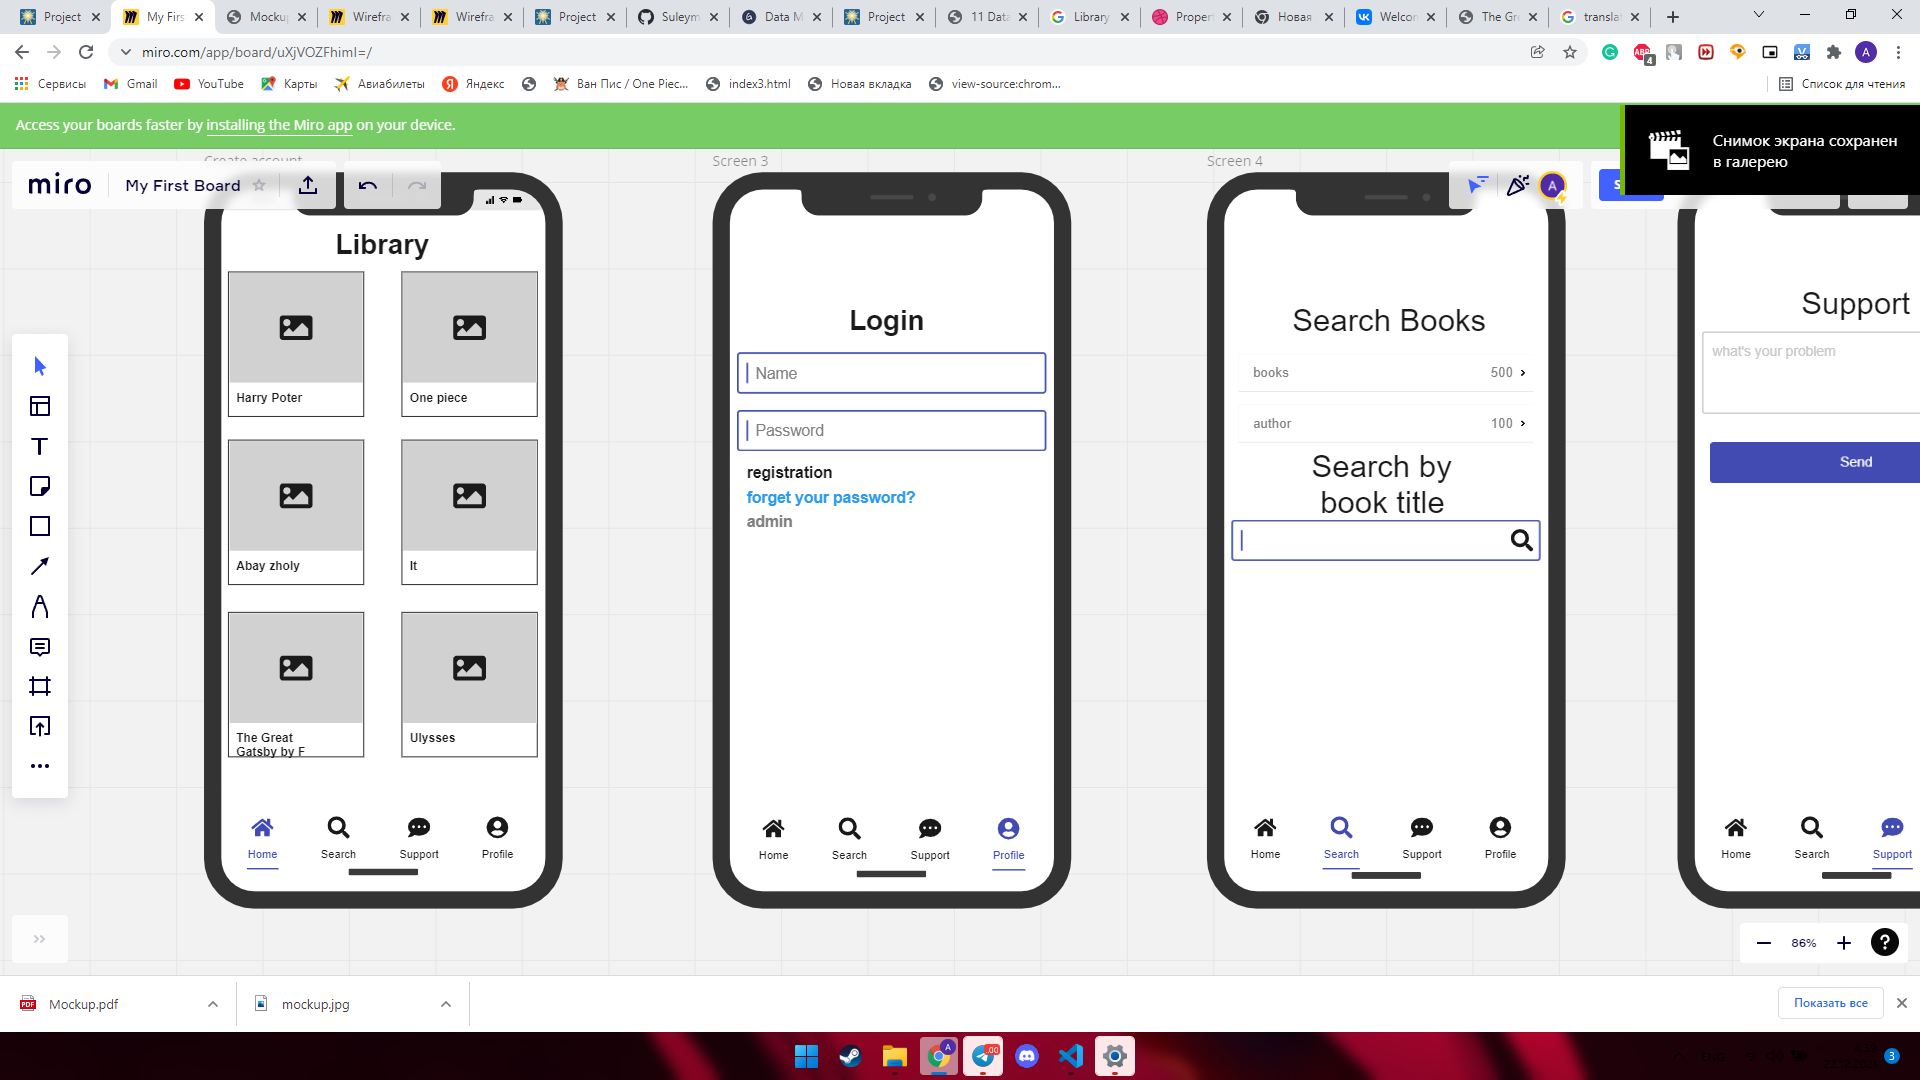 Project
My Firs
Mocku
Wirefra
Wirefra
Project
Suleym
Data M
Project
11 Data
Library
Proper
Новая
Welcon
The Gr
transla
miro.com/app/board/uXjVOZFhimI=/
4
A
Сервисы
Gmail
YouTube
Карты
Авиабилеты
Яндекс
Ван Пис / One Piec...
index3.html
Новая вкладка
view-source:chrom...
Список для чтения
Access your boards faster by installing the Miro app on your device.
Снимок экрана сохранен
в галерею
miro
My First Board
A
S
Create account
Library
Harry Poter
One piece
Abay zholy
It
The Great
Gatsby by F
Ulysses
Home
Search
Support
Profile
Screen 3
Login
Name
Password
registration
forget your password?
admin
Home
Search
Support
Profile
Screen 4
Search Books
books
500
author
100
Search by
book title
Home
Search
Support
Profile
Support
what's your problem
Send
Home
Search
Support
86%
?
Mockup.pdf
mockup.jpg
Показать все
A
.00
3